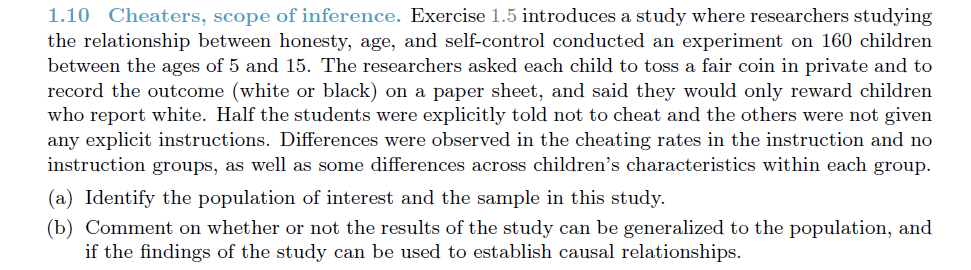 1.10 Cheaters, scope of inference. Exercise 1.5 introduces a study where researchers studying
the relationship between honesty, age, and self-control conducted an experiment on 160 children
between the ages of 5 and 15. The researchers asked each child to toss a fair coin in private and to
record the outcome (white or black) on a paper sheet, and said they would only reward children
who report white. Half the students were explicitly told not to cheat and the others were not given
any explicit instructions. Differences were observed in the cheating rates in the instruction and no
instruction groups, as well as some differences across children's characteristics within each group.
(a) Identify the population of interest and the sample in this study.
(b) Comment on whether or not the results of the study can be generalized to the population, and
if the findings of the study can be used to establish causal relationships.